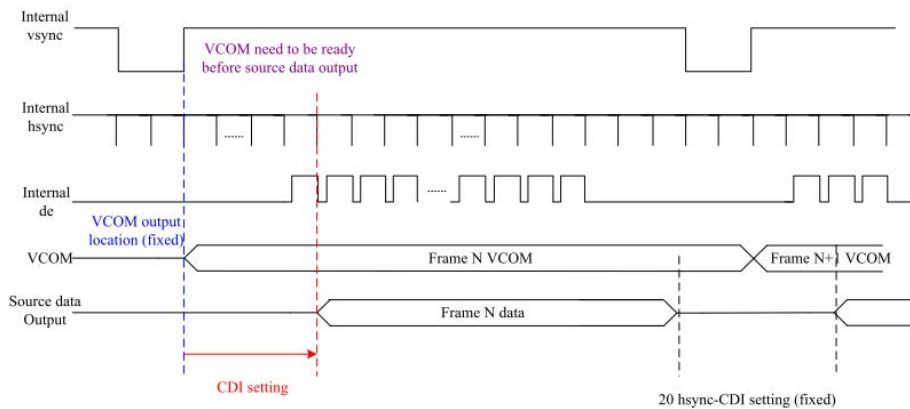 Internal
vsync
VCOM need to be ready
before source data output
Internal
hsync
......
......
Internal
de
......
VCOM output
location (fixed)
VCOM
Frame N VCOM
Frame N+1 VCOM
Source data
Output
Frame N data
CDI setting
20 hsync-CDI setting (fixed)